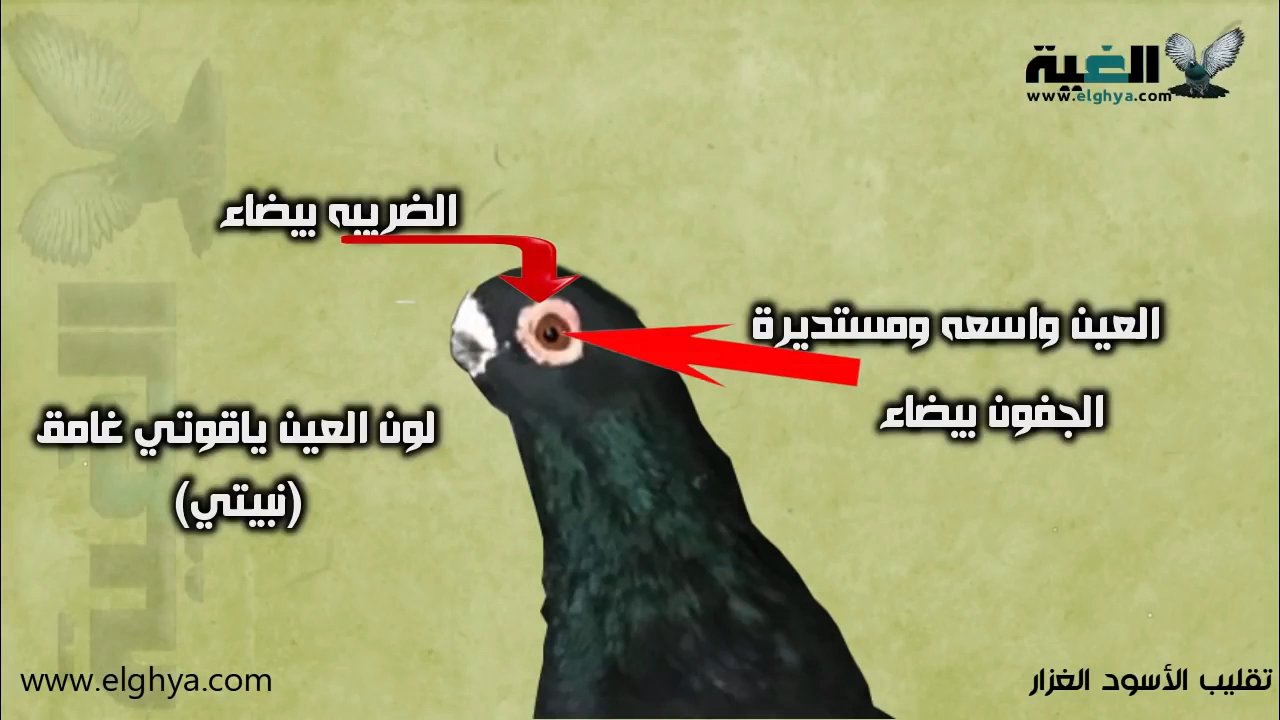 الغية
www.elghya.com
الضريبه بيضاء
العين واسعه ومستديرة
الجفون بيضاء
لون العين ياقوتي غامق
(نبيتي)
www.elghya.com
تقليب الأسود الغزار